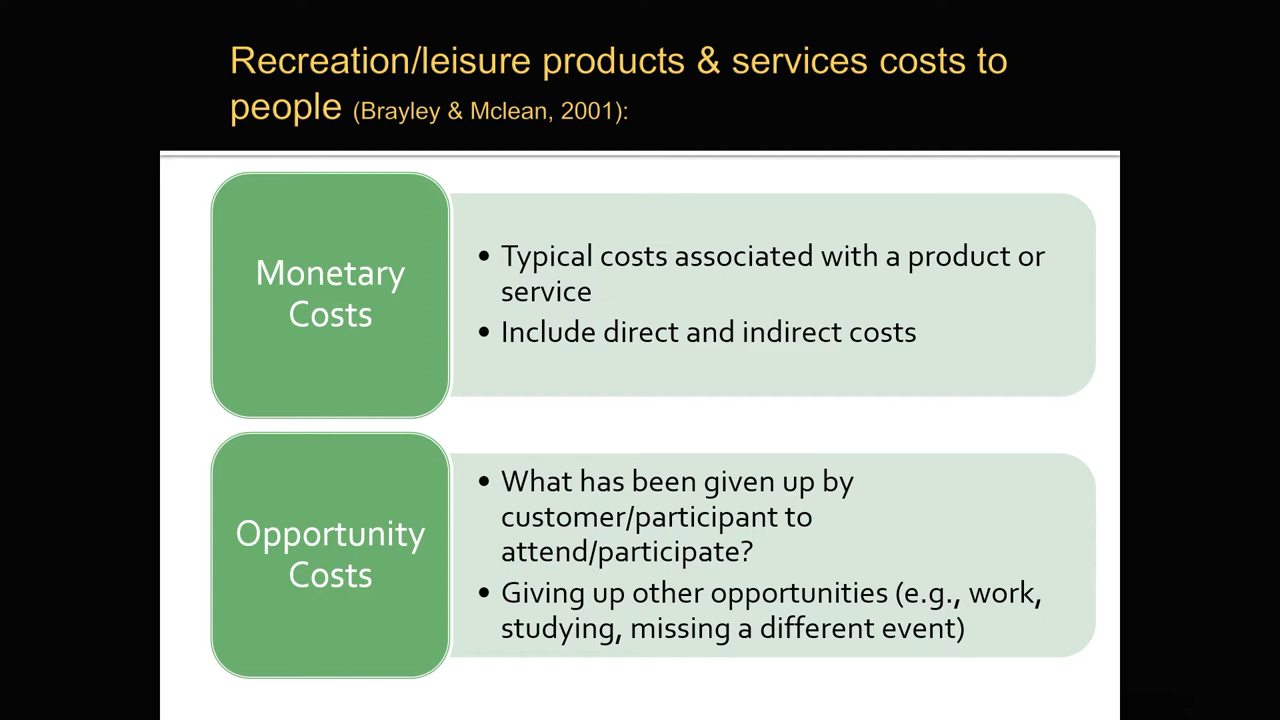 Recreation/leisure products & services costs to
people (Brayley & Mclean, 2001):
Monetary
Costs
• Typical costs associated with a product or
service
• Include direct and indirect costs
Opportunity
Costs
• What has been given up by
customer/participant to
attend/participate?
• Giving up other opportunities (e.g., work,
studying, missing a different event)